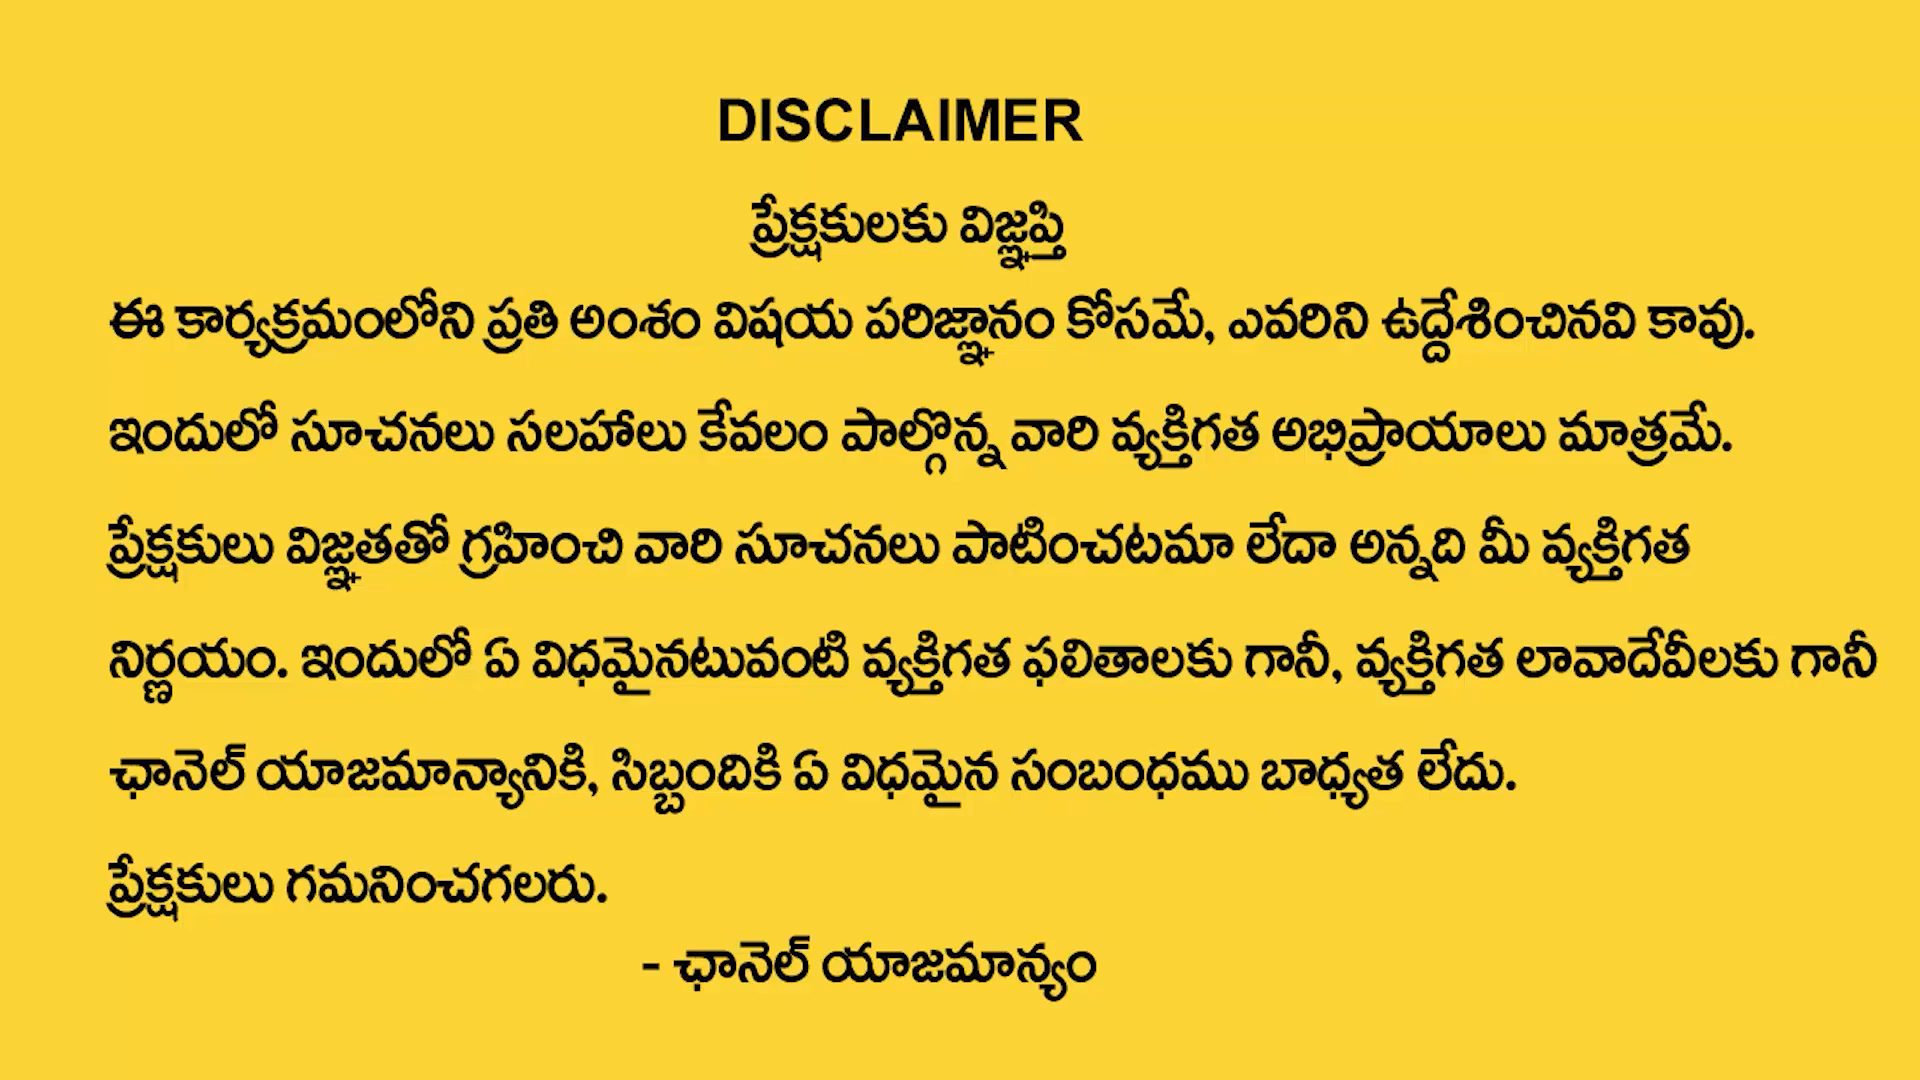 DISCLAIMER
ప్రేక్షకులకు విజ్ఞప్తి
ఈ కార్యక్రమంలోని ప్రతి అంశం విషయ పరిజ్ఞానం కోసమే, ఎవరిని ఉద్దేశించినవి కావు.
ఇందులో సూచనలు సలహాలు కేవలం పాల్గొన్న వారి వ్యక్తిగత అభిప్రాయాలు మాత్రమే.
ప్రేక్షకులు విజ్ఞతతో గ్రహించి వారి సూచనలు పాటించటమా లేదా అన్నది మీ వ్యక్తిగత
నిర్ణయం. ఇందులో ఏ విధమైనటువంటి వ్యక్తిగత ఫలితాలకు గానీ, వ్యక్తిగత లావాదేవీలకు గానీ
ఛానెల్ యాజమాన్యానికి, సిబ్బందికి ఏ విధమైన సంబంధము బాధ్యత లేదు.
ప్రేక్షకులు గమనించగలరు.
- ఛానెల్ యాజమాన్యం